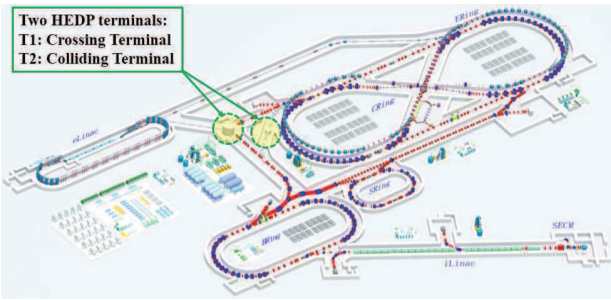 Two HEDP terminals:
T1: Crossing Terminal
T2: Colliding Terminal
ERing
CRing
eLinac
SRing
BRing
SECR
iLinac